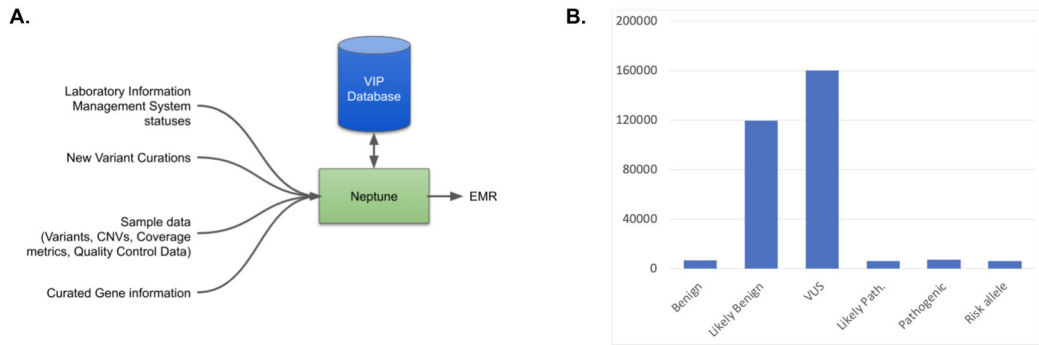 A.
VIP
Database
Laboratory Information
Management System
statuses
New Variant Curations
Neptune
EMR
Sample data
(Variants, CNVs, Coverage
metrics, Quality Control Data)
Curated Gene information
B.
200000
160000
120000
80000
40000
0
Benign
Likely Benign
VUS
Likely Path.
Pathogenic
Risk allele